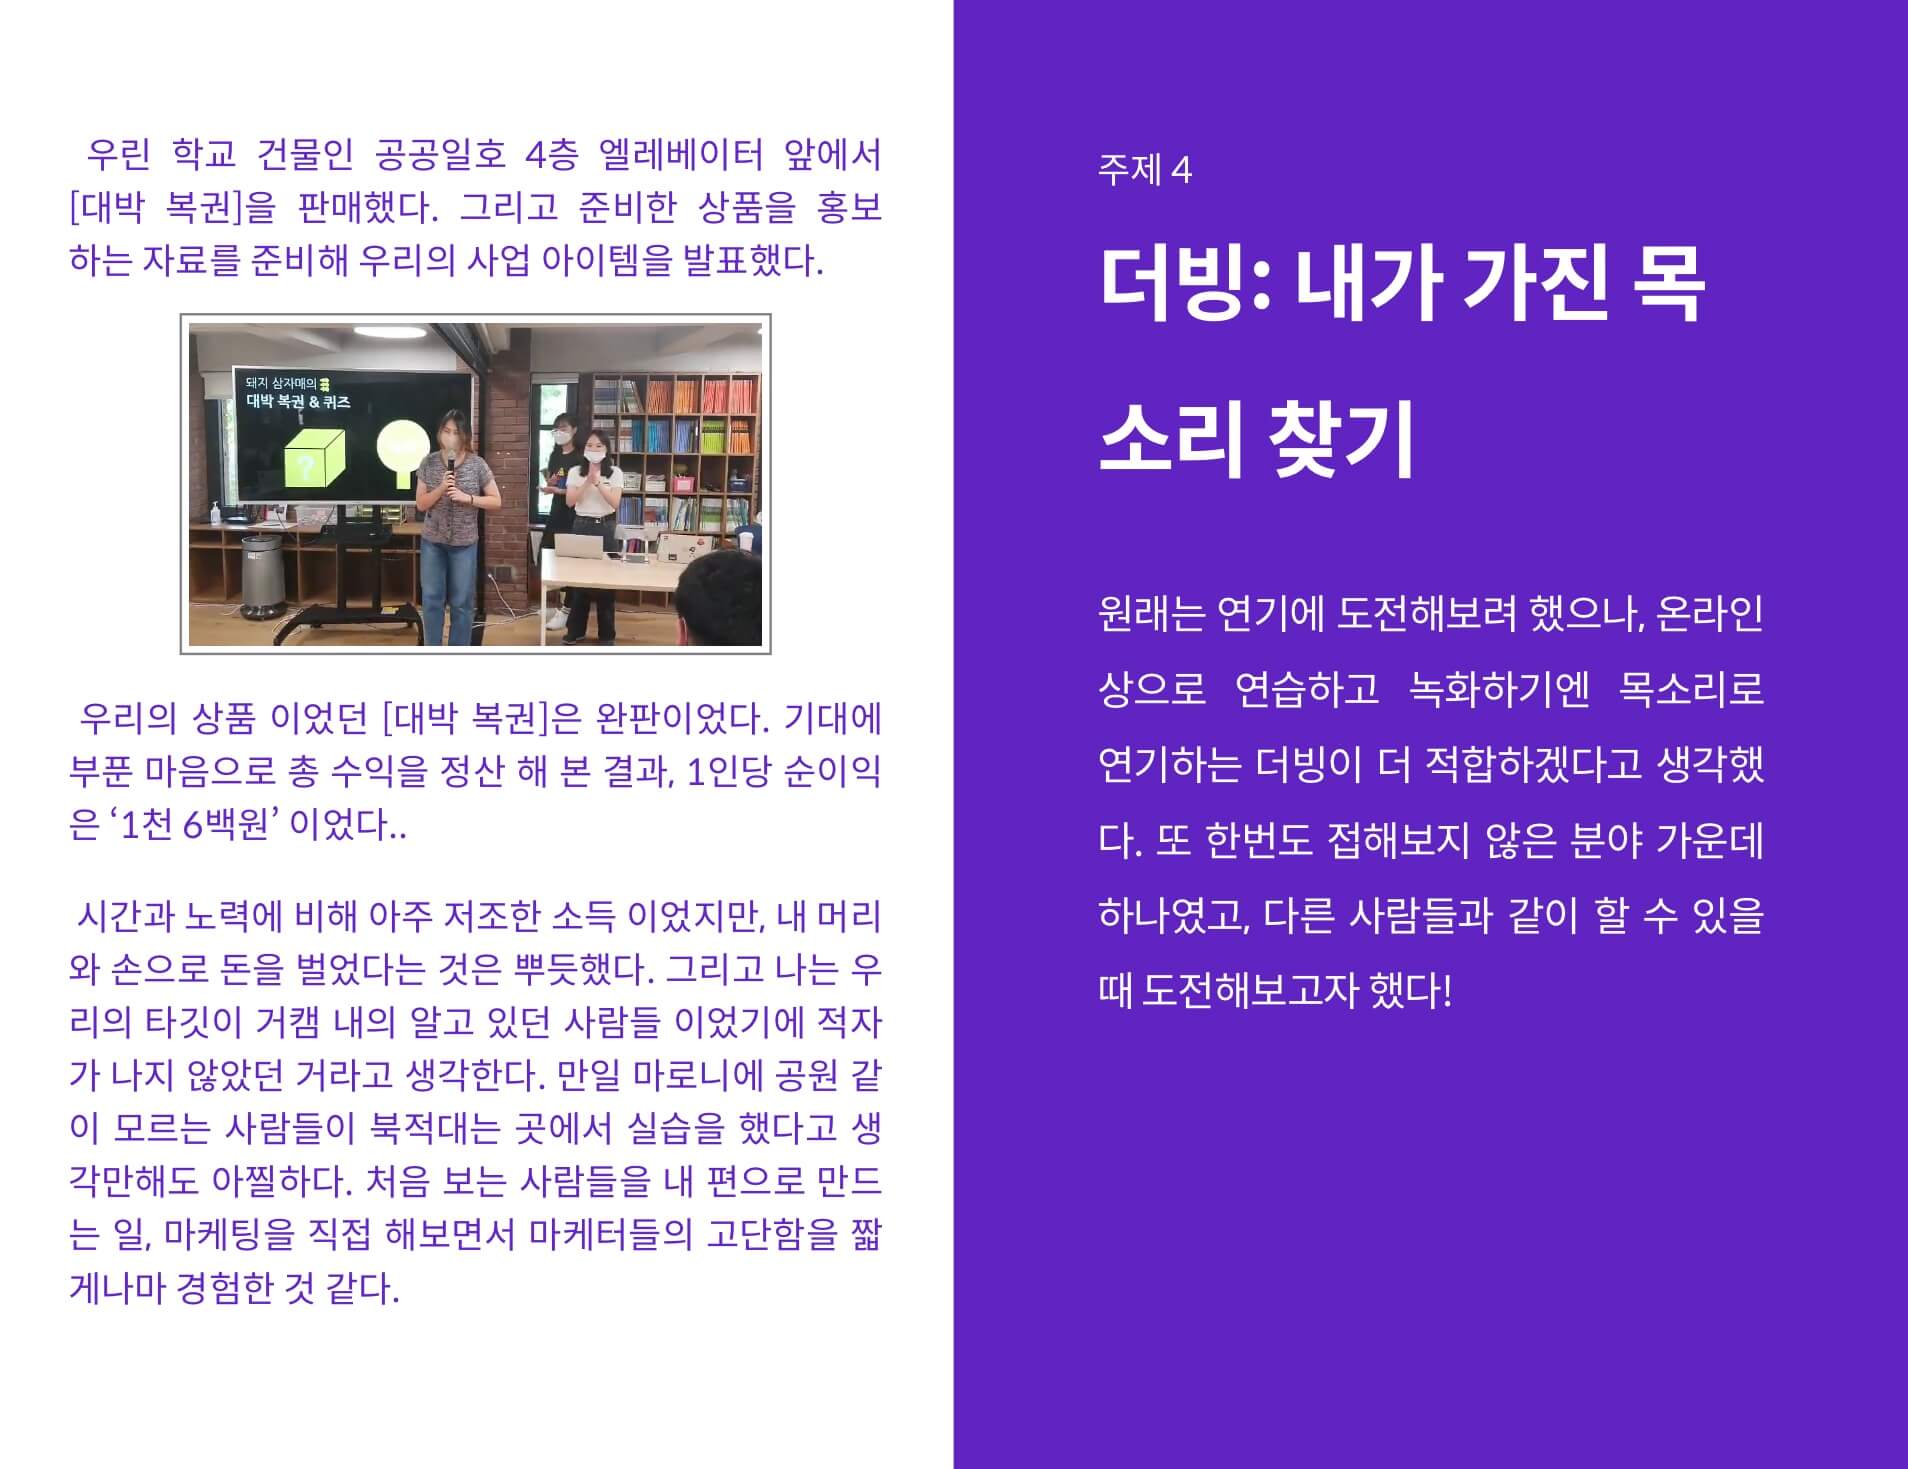 우린 학교 건물인 공공일호 4층 엘레베이터 앞에서
[대박 복권]을 판매했다. 그리고 준비한 상품을 홍보
하는 자료를 준비해 우리의 사업 아이템을 발표했다.
돼지 삼자매의
대박 복권 & 퀴즈
?
우리의 상품 이었던 [대박 복권]은 완판이었다. 기대에
부푼 마음으로 총 수익을 정산 해 본 결과, 1인당 순이익
은 ‘1천 6백원’ 이었다..
시간과 노력에 비해 아주 저조한 소득 이었지만, 내 머리
와 손으로 돈을 벌었다는 것은 뿌듯했다. 그리고 나는 우
리의 타깃이 거캠 내의 알고 있던 사람들 이었기에 적자
가 나지 않았던 거라고 생각한다. 만일 마로니에 공원 같
이 모르는 사람들이 북적대는 곳에서 실습을 했다고 생
각만해도 아찔하다. 처음 보는 사람들을 내 편으로 만드
는 일, 마케팅을 직접 해보면서 마케터들의 고단함을 짧
게나마 경험한 것 같다.
주제 4
더빙: 내가 가진 목
소리 찾기
원래는 연기에 도전해보려 했으나, 온라인
상으로 연습하고 녹화하기엔 목소리로
연기하는 더빙이 더 적합하겠다고 생각했
다. 또 한번도 접해보지 않은 분야 가운데
하나였고, 다른 사람들과 같이 할 수 있을
때 도전해보고자 했다!